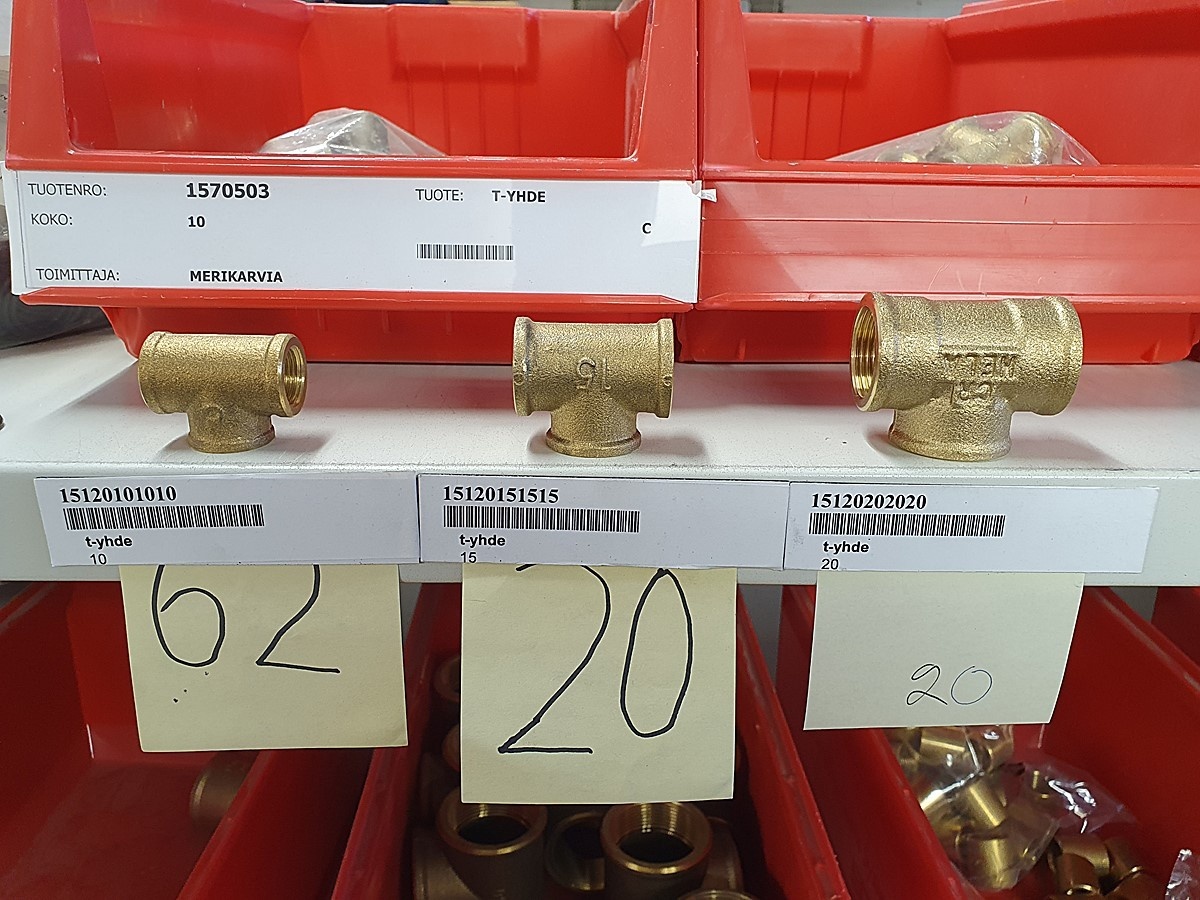 TUOTENRO: 1570503 TUOTE: T-YHDE
KOKO: 10 C
TOIMITTAJA: MERIKARVIA
15
15120101010
t-yhde
10
15120151515
t-yhde
15
15120202020
t-yhde
20
62
20
20